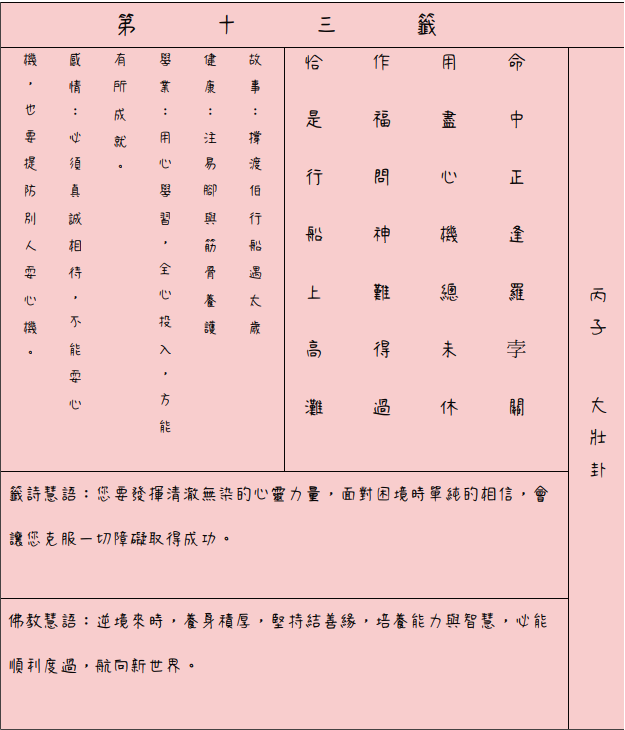 第十三籤
丙子　大壯卦
命中正逢羅孛關
用盡心機總未休
作福問神難得過
恰是行船上高灘
故事：撐渡伯行船遇太歲
健康：注易腳與筋骨養護
學業：用心學習，全心投入，方能
有所成就。
感情：必須真誠相待，不能耍心
機，也要提防別人耍心機。
籤詩慧語：您要發揮清澈無染的心靈力量，面對困境時單純的相信，會
讓您克服一切障礙取得成功。
佛教慧語：逆境來時，養身積厚，堅持結善緣，培養能力與智慧，必能
順利度過，航向新世界。